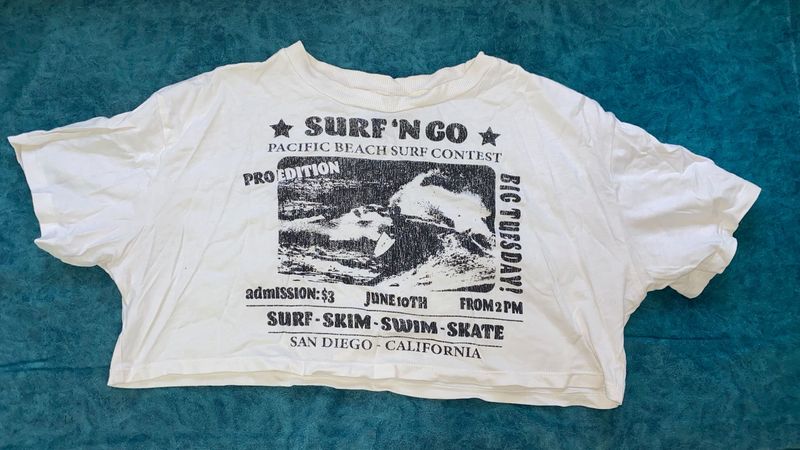 ★ SURF 'N GO ★
PACIFIC BEACH SURF CONTEST
PRO EDITION
BIG TUESDAY!
admISSION: $3 JUNE 10TH FROM 2 PM
SURF - SKIM - SWIM - SKATE
SAN DIEGO - CALIFORNIA